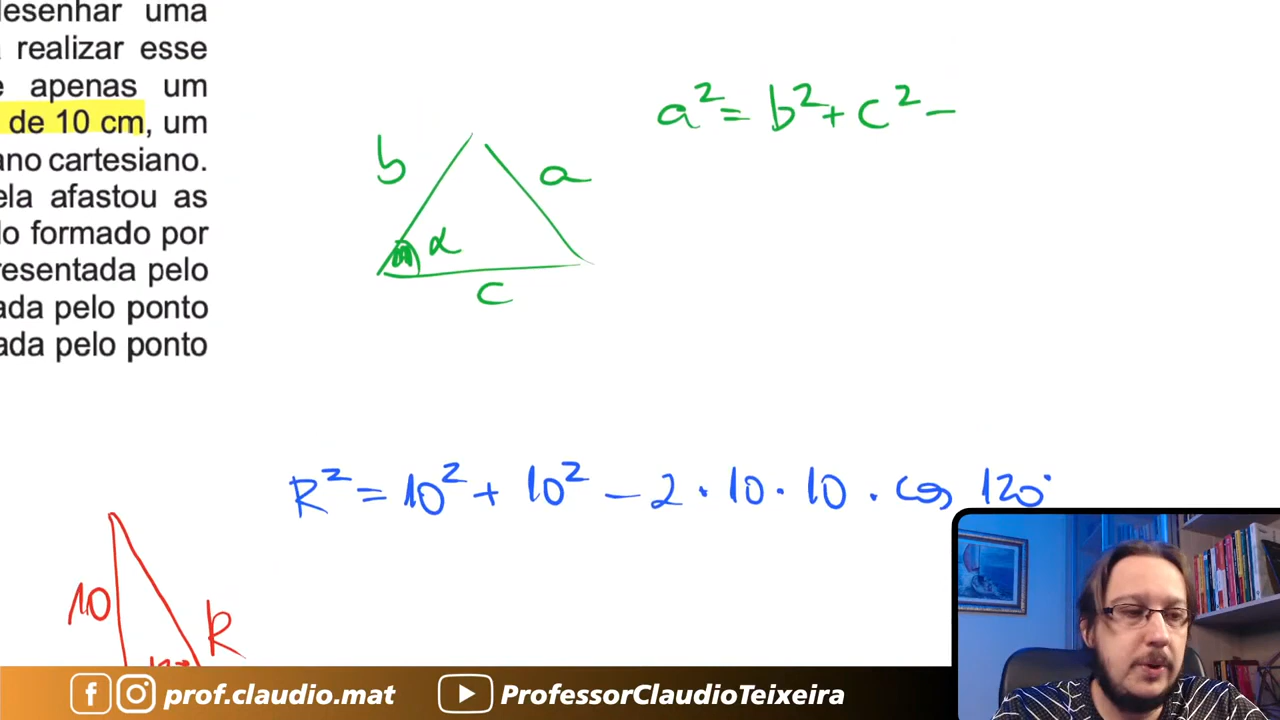 desenhar uma
realizar esse
apenas um
de 10 cm, um
ano cartesiano.
ela afastou as
do formado por
resentada pelo
ada pelo ponto
ada pelo ponto
a² = b² + c² -
b
a
α
c
R² = 10² + 10² - 2 · 10 · 10 · cos 120°
10
R
prof.claudio.mat
ProfessorClaudioTeixeira